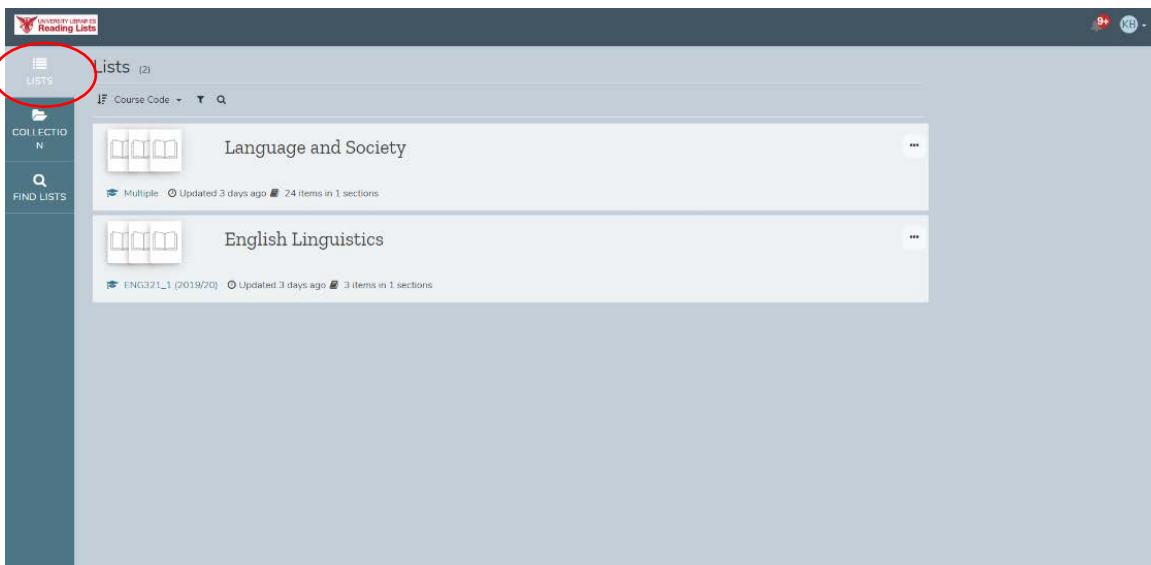 UNIVERSITY LIBRARIES
Reading Lists
9+
KB
LISTS
COLLECTIO
N
FIND LISTS
Lists (2)
Course Code
Language and Society
Multiple Updated 3 days ago 24 items in 1 sections
English Linguistics
ENG321_1 (2019/20) Updated 3 days ago 3 items in 1 sections